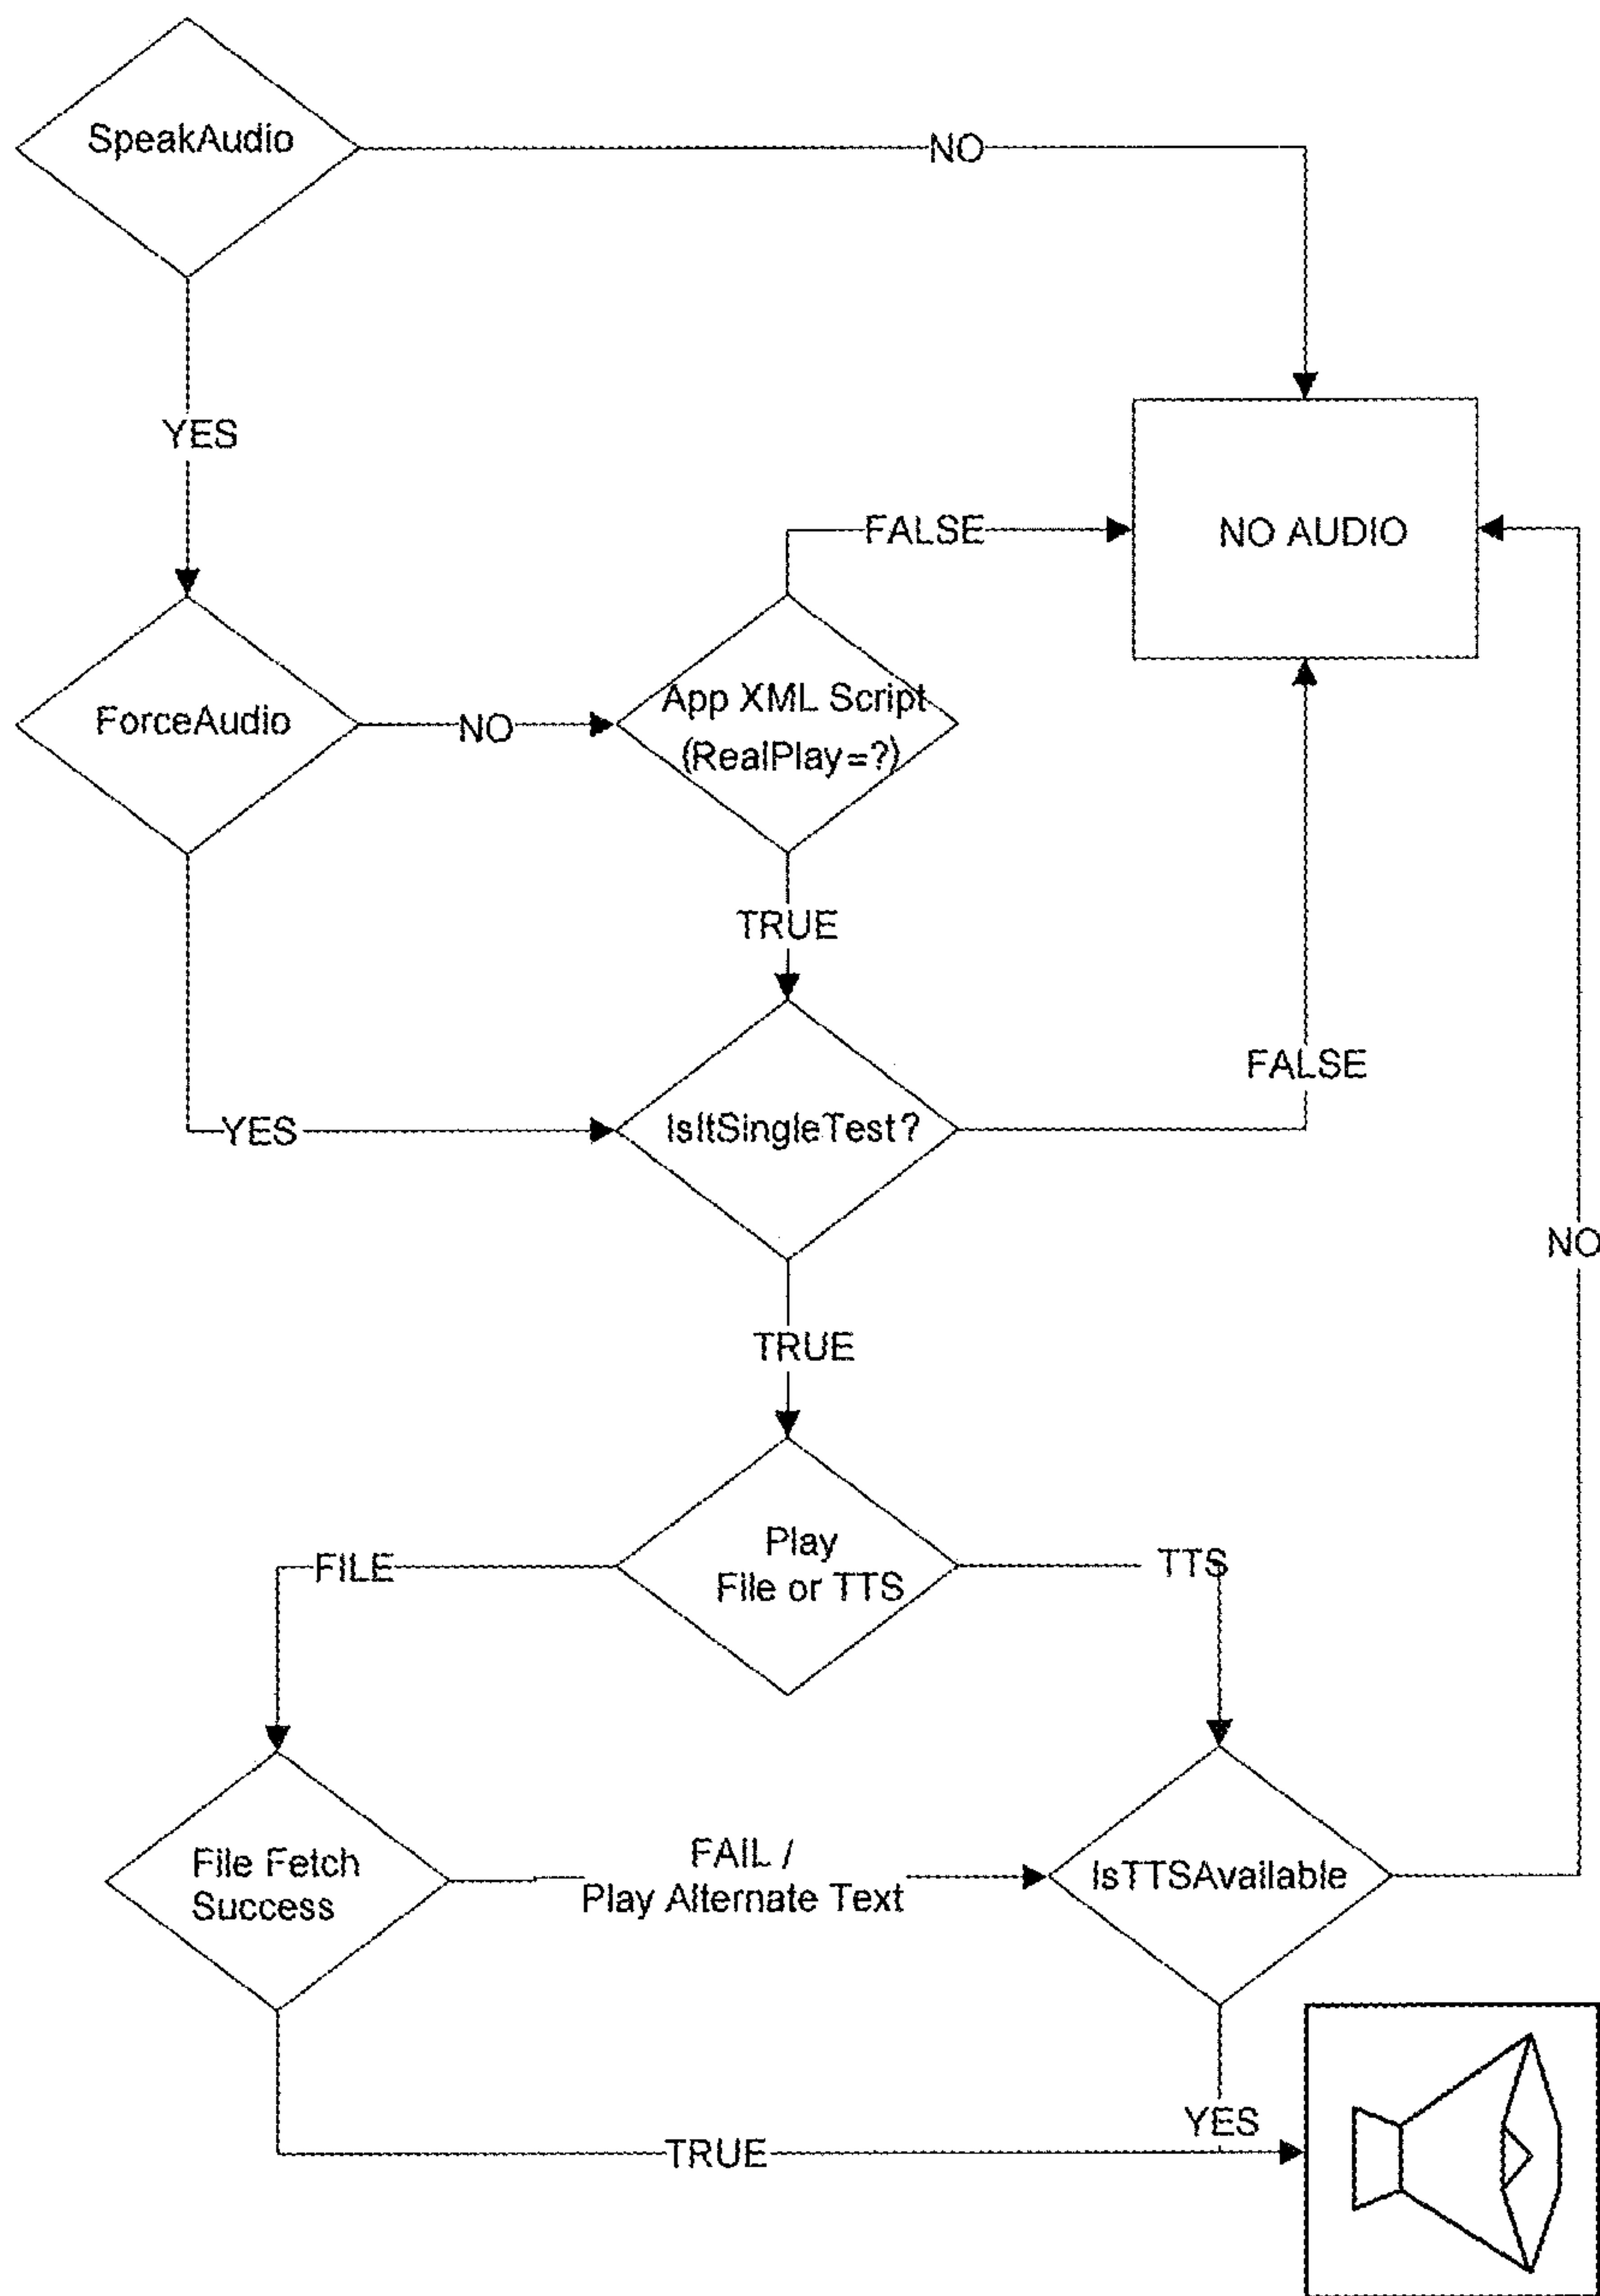 SpeakAudio
NO
YES
FALSE
NO AUDIO
ForceAudio
NO
App XML Script
(RealPlay=?)
TRUE
FALSE
YES
IsItSingleTest?
NO
TRUE
Play
File or TTS
FILE
TTS
File Fetch
Success
FAIL /
Play Alternate Text
IsTTSAvailable
YES
TRUE